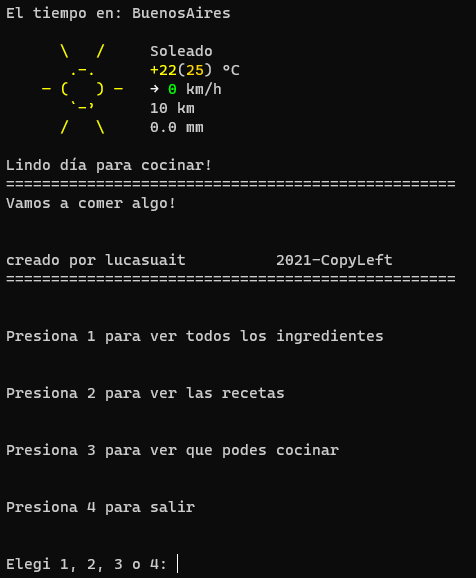 El tiempo en: BuenosAires
\   /     Soleado
.-.      +22(25) °C
― (   ) ―   → 0 km/h
`-’      10 km
/   \     0.0 mm
Lindo día para cocinar!
==================================================
Vamos a comer algo!
creado por lucasuait          2021-CopyLeft
==================================================
Presiona 1 para ver todos los ingredientes
Presiona 2 para ver las recetas
Presiona 3 para ver que podes cocinar
Presiona 4 para salir
Elegi 1, 2, 3 o 4: